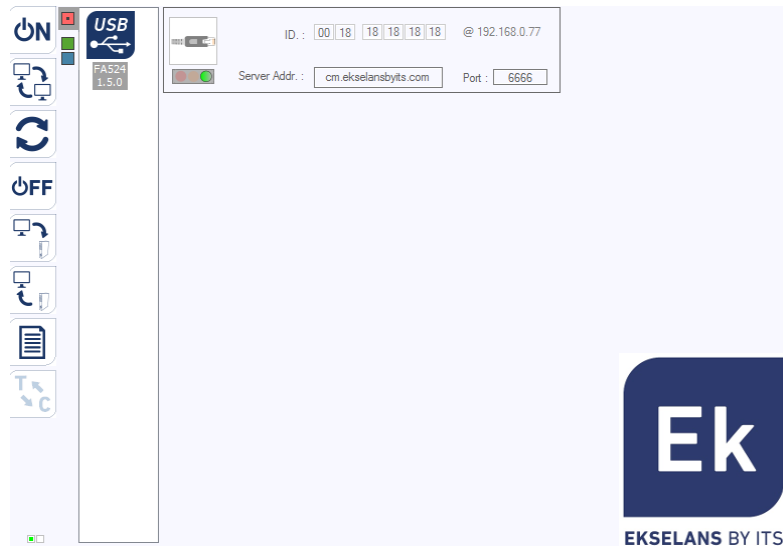 ON
USB
FA524
1.5.0
ID. : 00 18 18 18 18 18 @ 192.168.0.77
Server Addr. : cm.ekselansbyits.com Port : 6666
OFF
T
C
Ek
EKSELANS BY ITS